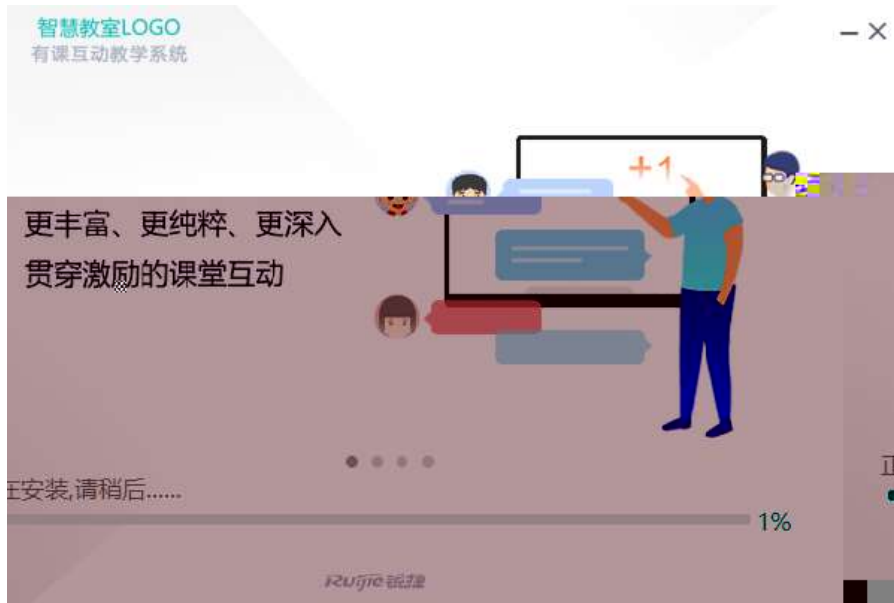 智慧教室LOGO
有课互动教学系统
+1
更丰富、更纯粹、更深入
贯穿激励的课堂互动
正
在安装,请稍后......
1%
Ruijie锐捷